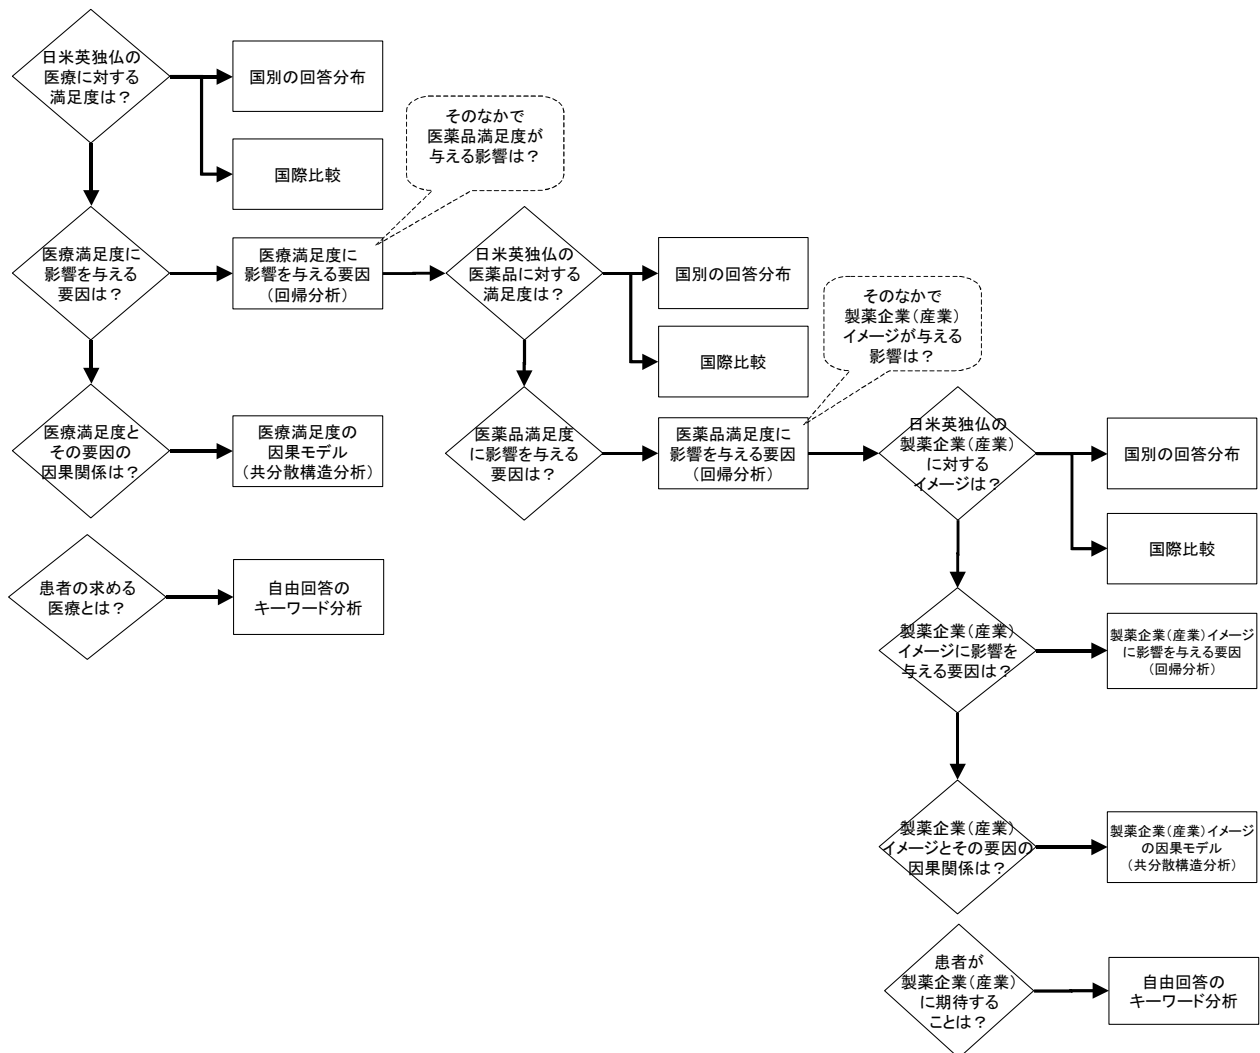 日米英独仏の
医療に対する
満足度は？
国別の回答分布
国際比較
そのなかで
医薬品満足度が
与える影響は？
医療満足度に
影響を与える
要因は？
医療満足度に
影響を与える要因
（回帰分析）
日米英独仏の
医薬品に対する
満足度は？
国別の回答分布
国際比較
そのなかで
製薬企業（産業）
イメージが与える
影響は？
医療満足度と
その要因の
因果関係は？
医療満足度の
因果モデル
（共分散構造分析）
医薬品満足度
に影響を与える
要因は？
医薬品満足度に
影響を与える要因
（回帰分析）
日米英独仏の
製薬企業（産業）
に対する
イメージは？
国別の回答分布
国際比較
患者の求める
医療とは？
自由回答の
キーワード分析
製薬企業（産業）
イメージに影響を
与える要因は？
製薬企業（産業）イメージ
に影響を与える要因
（回帰分析）
製薬企業（産業）
イメージとその要因の
因果関係は？
製薬企業（産業）イメージ
の因果モデル
（共分散構造分析）
患者が
製薬企業（産業）
に期待する
ことは？
自由回答の
キーワード分析